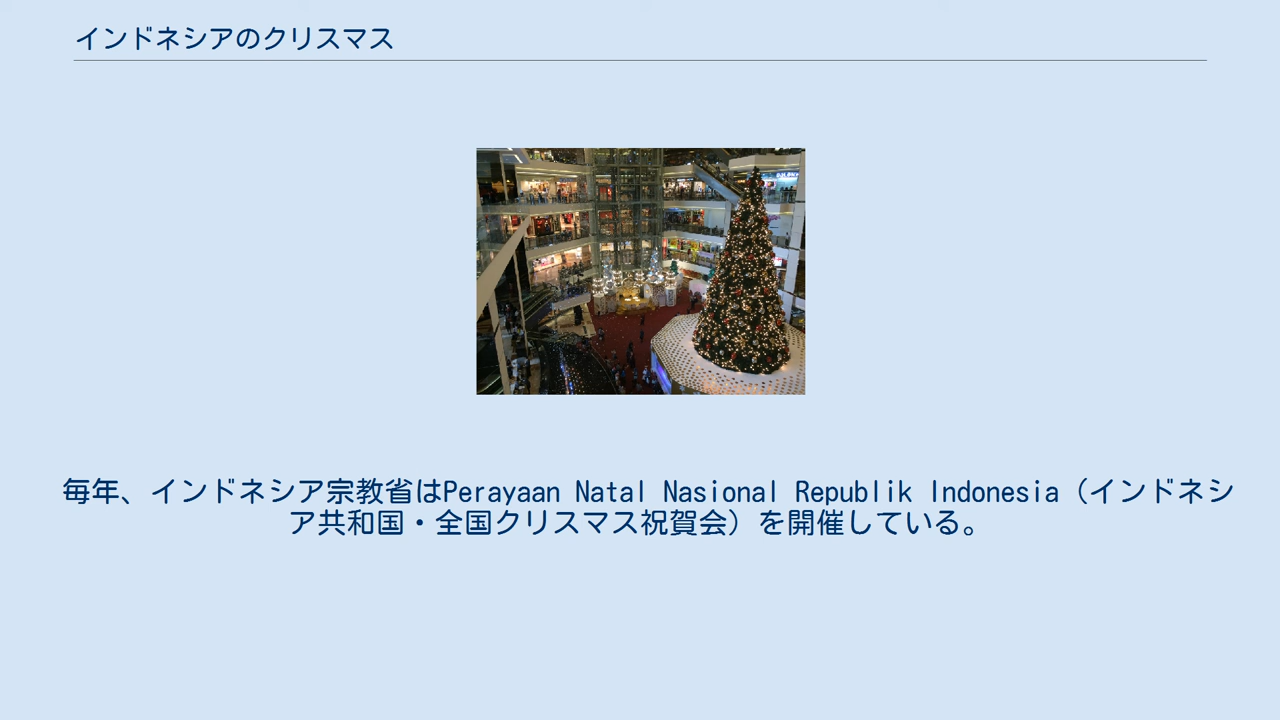 インドネシアのクリスマス
毎年、インドネシア宗教省はPerayaan Natal Nasional Republik Indonesia（インドネシ
ア共和国・全国クリスマス祝賀会）を開催している。